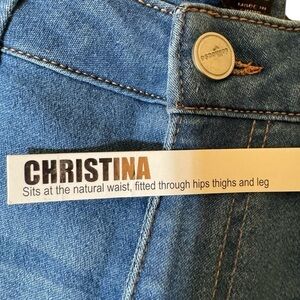 CHRISTINA
Sits at the natural waist, fitted through hips thighs and leg